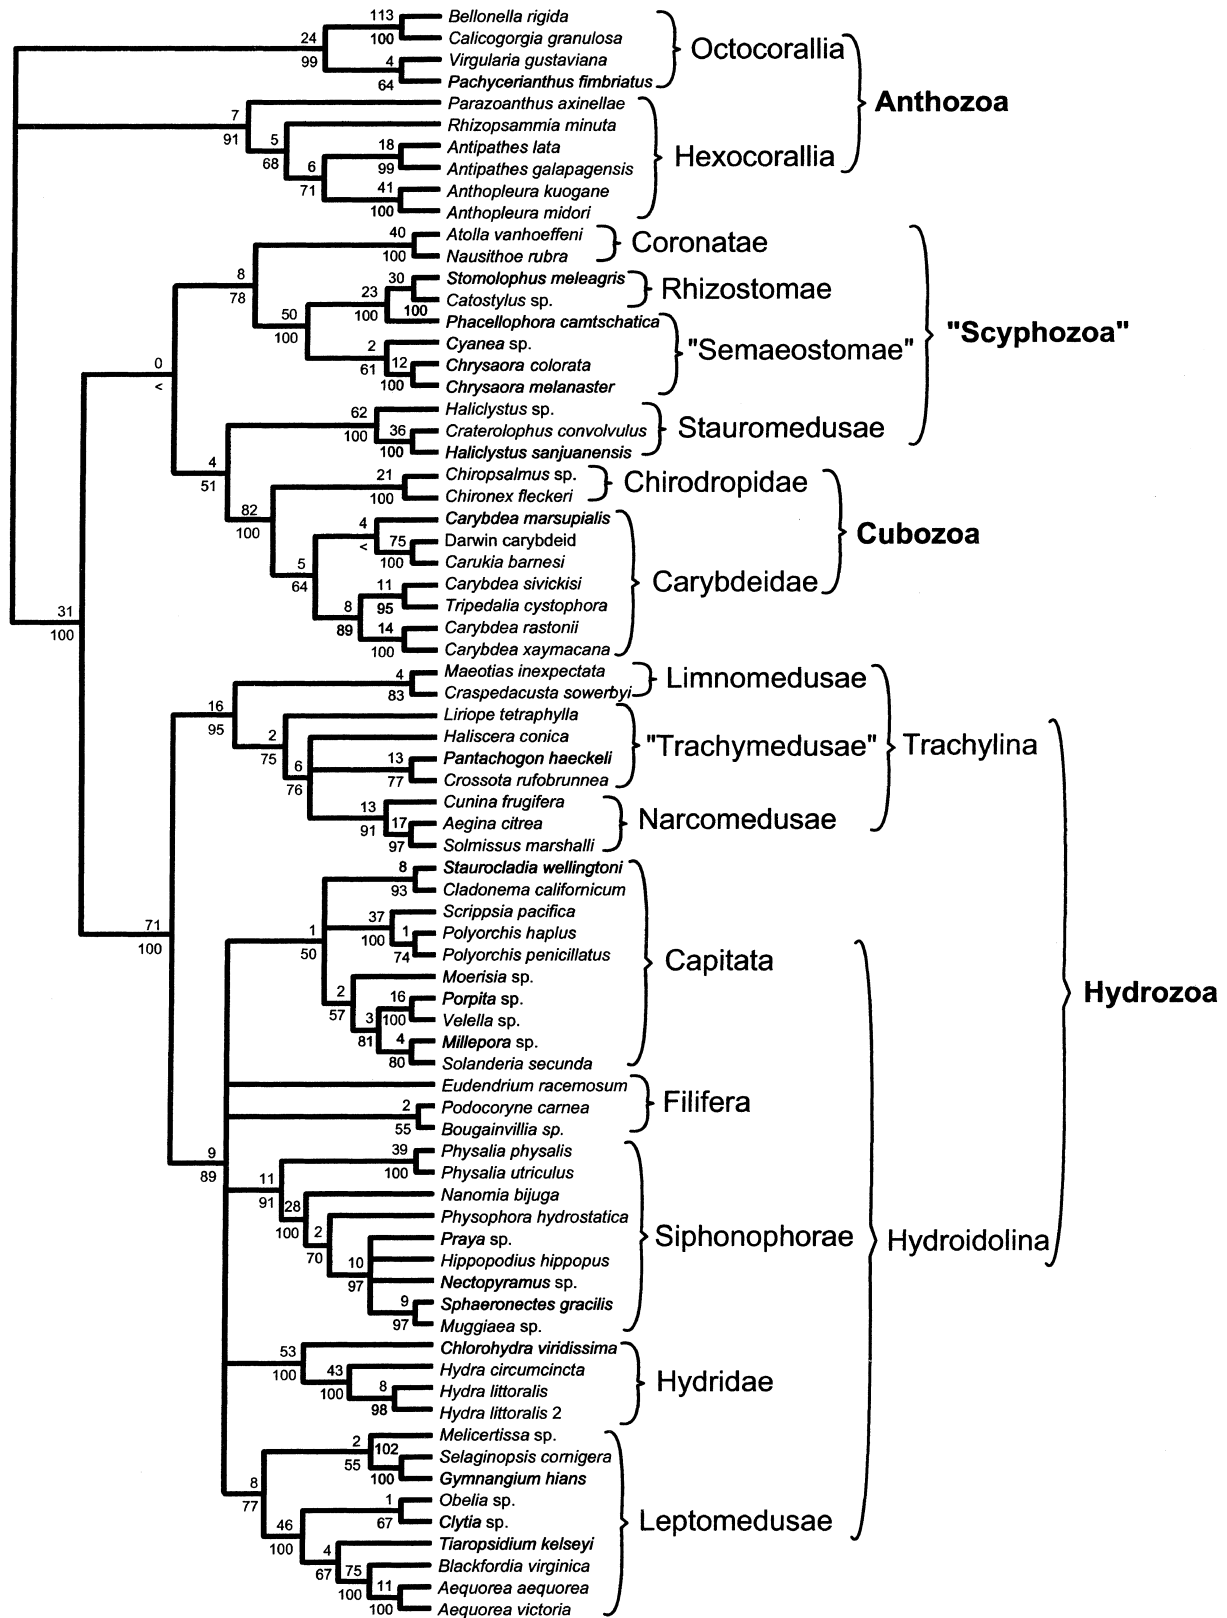 113
Bellonella rigida
24
100
Calicogorgia granulosa
Octocorallia
99
4
Virgularia gustaviana
64
Pachycerianthus fimbriatus
Anthozoa
7
Parazoanthus axinellae
91
5
Rhizopsammia minuta
68
6
18
Antipathes lata
Hexocorallia
71
99
Antipathes galapagensis
41
Anthopleura kuogane
100
Anthopleura midori
40
Atolla vanhoeffeni
Coronatae
100
Nausithoe rubra
8
78
30
Stomolophus meleagris
23
100
Catostylus sp.
Rhizostomae
50
100
100
Phacellophora camtschatica
"Scyphozoa"
2
Cyanea sp.
"Semaeostomae"
0
<
61
12
Chrysaora colorata
100
Chrysaora melanaster
62
Haliclystus sp.
100
36
Craterolophus convolvulus
Stauromedusae
100
Haliclystus sanjuanensis
4
51
21
Chiropsalmus sp.
Chirodropidae
100
Chironex fleckeri
82
100
4
Carybdea marsupialis
<
75
Darwin carybdeid
Cubozoa
100
Carukia barnesi
5
64
11
Carybdea sivickisi
Carybdeidae
8
95
Tripedalia cystophora
89
14
Carybdea rastonii
100
Carybdea xaymacana
31
100
4
Maeotias inexpectata
Limnomedusae
83
Craspedacusta sowerbyi
16
95
Liriope tetraphylla
2
75
Haliscera conica
"Trachymedusae"
Trachylina
6
76
13
Pantachogon haeckeli
77
Crossota rufobrunnea
13
Cunina frugifera
91
17
Aegina citrea
Narcomedusae
97
Solmissus marshalli
8
Staurocladia wellingtoni
93
Cladonema californicum
71
100
37
Scrippsia pacifica
1
50
100
1
Polyorchis haplus
74
Polyorchis penicillatus
Capitata
Moerisia sp.
2
57
16
Porpita sp.
Hydrozoa
3
100
Velella sp.
81
4
Millepora sp.
80
Solanderia secunda
Eudendrium racemosum
2
Podocoryne carnea
Filifera
55
Bougainvillia sp.
9
89
39
Physalia physalis
100
Physalia utriculus
11
91
28
Nanomia bijuga
100
2
Physophora hydrostatica
70
Praya sp.
Siphonophorae
Hydroidolina
10
Hippopodius hippopus
97
Nectopyramus sp.
9
Sphaeronectes gracilis
97
Muggiaea sp.
53
Chlorohydra viridissima
100
43
Hydra circumcincta
Hydridae
100
8
Hydra littoralis
98
Hydra littoralis 2
2
Melicertissa sp.
55
102
Selaginopsis cornigera
100
Gymnangium hians
8
77
1
Obelia sp.
67
Clytia sp.
Leptomedusae
46
100
4
Tiaropsidium kelseyi
67
75
Blackfordia virginica
100
11
Aequorea aequorea
100
Aequorea victoria